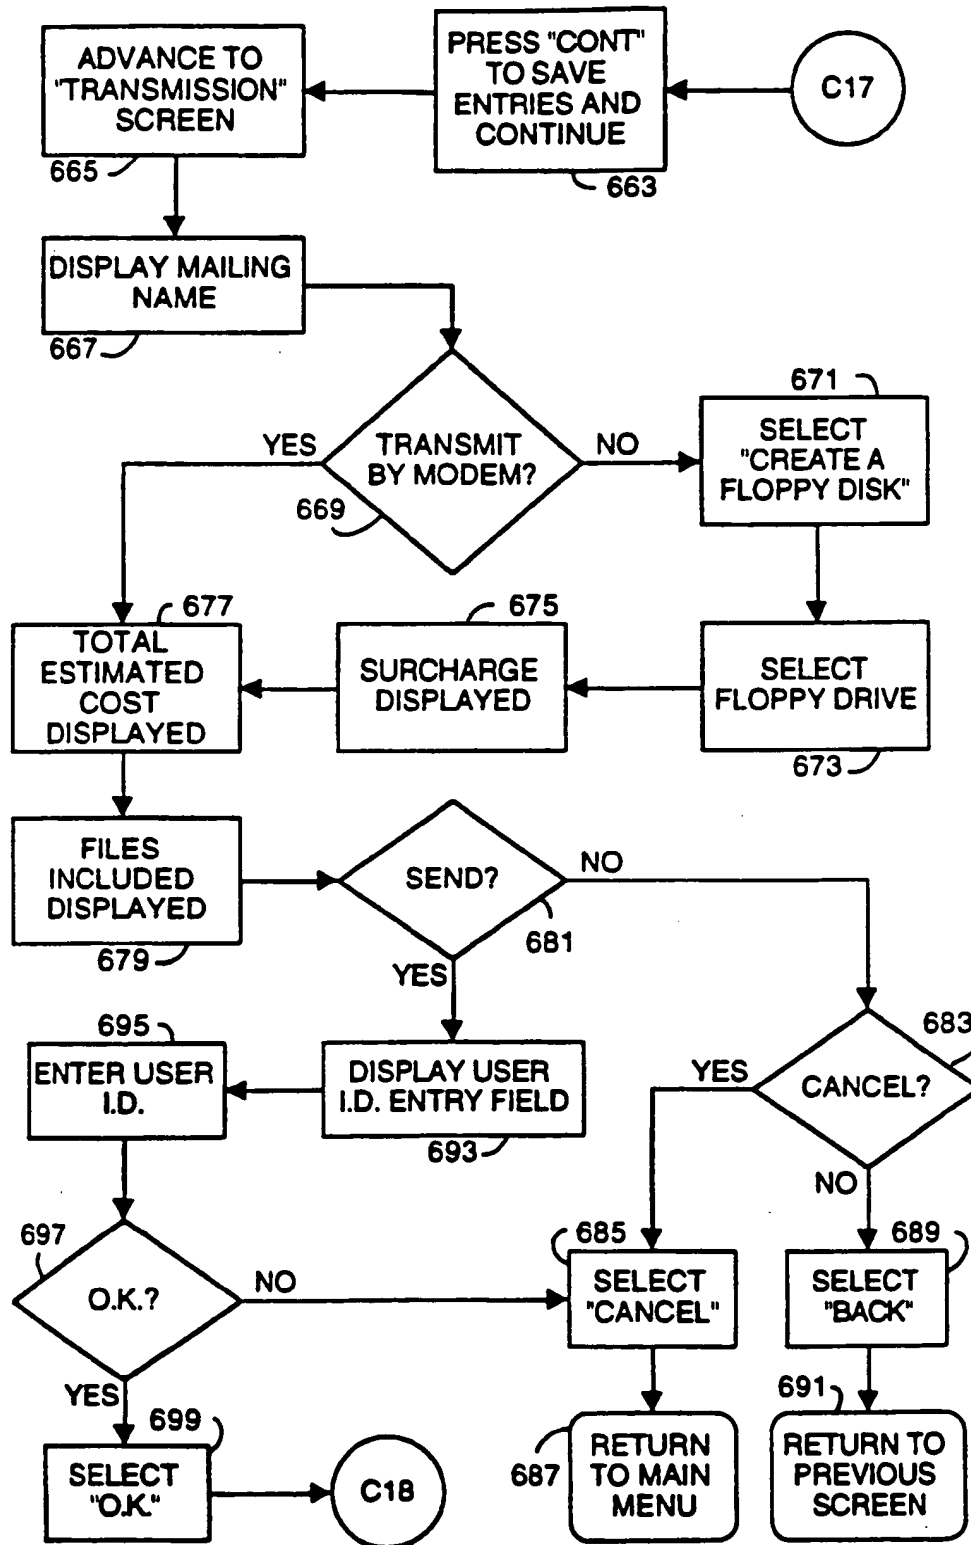 ADVANCE TO
"TRANSMISSION"
SCREEN
665
PRESS "CONT"
TO SAVE
ENTRIES AND
CONTINUE
663
C17
DISPLAY MAILING
NAME
667
TRANSMIT
BY MODEM?
669
YES
NO
671
SELECT
"CREATE A
FLOPPY DISK"
677
TOTAL
ESTIMATED
COST
DISPLAYED
675
SURCHARGE
DISPLAYED
SELECT
FLOPPY DRIVE
673
FILES
INCLUDED
DISPLAYED
679
SEND?
681
NO
YES
695
ENTER USER
I.D.
DISPLAY USER
I.D. ENTRY FIELD
693
683
CANCEL?
YES
NO
697
O.K.?
NO
YES
685
SELECT
"CANCEL"
689
SELECT
"BACK"
699
SELECT
"O.K."
C18
687
RETURN
TO MAIN
MENU
691
RETURN TO
PREVIOUS
SCREEN